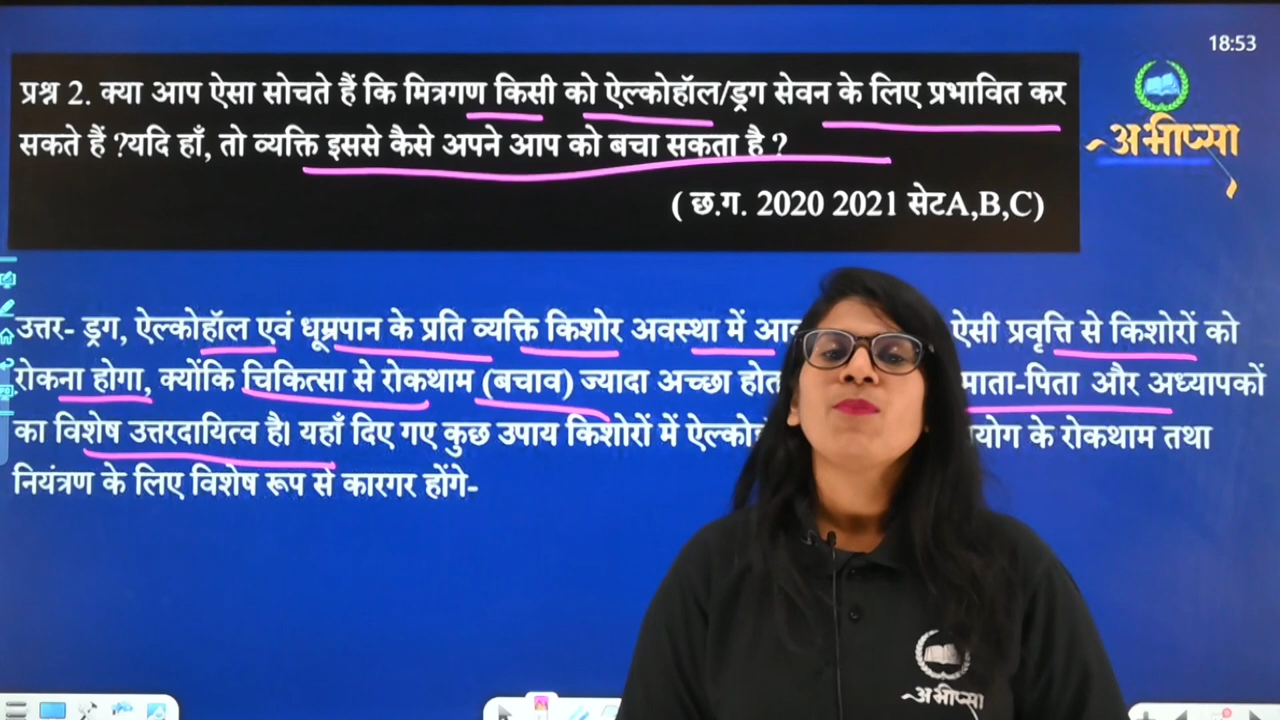 18:53
प्रश्न 2. क्या आप ऐसा सोचते हैं कि मित्रगण किसी को ऐल्कोहॉल/ड्रग सेवन के लिए प्रभावित कर
सकते हैं ?यदि हाँ, तो व्यक्ति इससे कैसे अपने आप को बचा सकता है ?
( छ.ग. 2020 2021 सेटA,B,C)
अभीप्सा
उत्तर- ड्रग, ऐल्कोहॉल एवं धूम्रपान के प्रति व्यक्ति किशोर अवस्था में ऐसी प्रवृत्ति से किशोरों को
रोकना होगा, क्योंकि चिकित्सा से रोकथाम (बचाव) ज्यादा अच्छा माता-पिता और अध्यापकों
का विशेष उत्तरदायित्व है। यहाँ दिए गए कुछ उपाय किशोरों में के रोकथाम तथा
नियंत्रण के लिए विशेष रूप से कारगर होंगे-
अभीप्सा